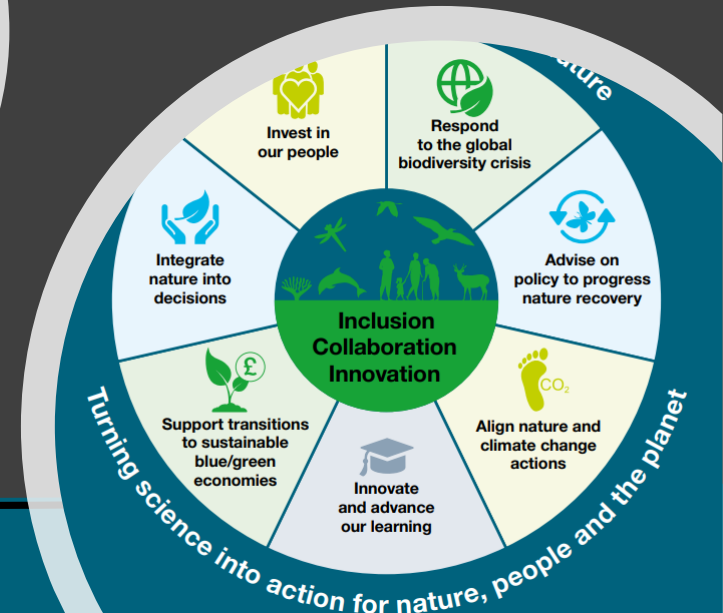 Invest in
our people
Respond
to the global
biodiversity crisis
Integrate
nature into
decisions
Advise on
policy to progress
nature recovery
Inclusion
Collaboration
Innovation
£
Support transitions
to sustainable
blue/green
economies
CO₂
Align nature and
climate change
actions
Innovate
and advance
our learning
Turning science into action for nature, people and the planet